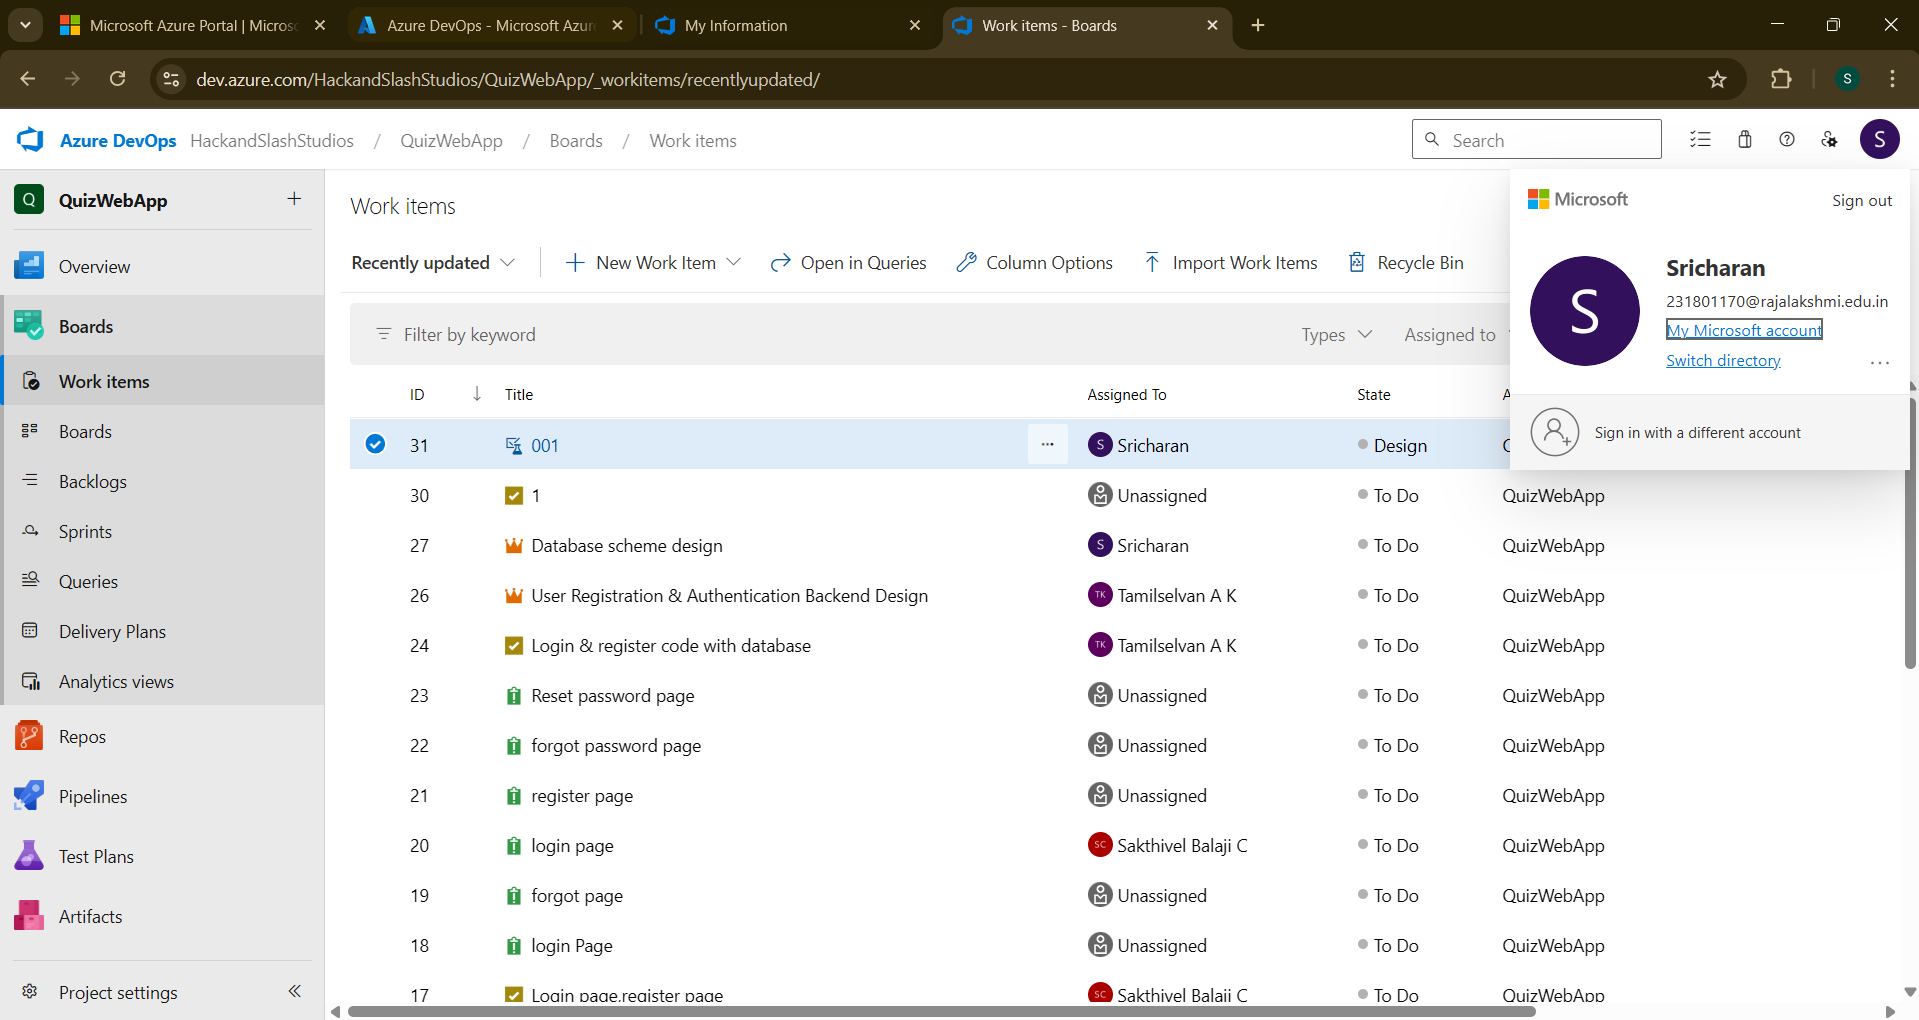 Microsoft Azure Portal | Micros
Azure DevOps - Microsoft Azur
My Information
Work items - Boards
dev.azure.com/HackandSlashStudios/QuizWebApp/_workitems/recentlyupdated/
S
Azure DevOps HackandSlashStudios / QuizWebApp / Boards / Work items
Search
S
Q QuizWebApp
Overview
Boards
Work items
Boards
Backlogs
Sprints
Queries
Delivery Plans
Analytics views
Repos
Pipelines
Test Plans
Artifacts
Project settings
Work items
Recently updated
New Work Item
Open in Queries
Column Options
Import Work Items
Recycle Bin
Filter by keyword
Types
Assigned to
ID Title Assigned To State A
31 001 S Sricharan Design
30 1 Unassigned To Do QuizWebApp
27 Database scheme design S Sricharan To Do QuizWebApp
26 User Registration & Authentication Backend Design TK Tamilselvan A K To Do QuizWebApp
24 Login & register code with database TK Tamilselvan A K To Do QuizWebApp
23 Reset password page Unassigned To Do QuizWebApp
22 forgot password page Unassigned To Do QuizWebApp
21 register page Unassigned To Do QuizWebApp
20 login page SC Sakthivel Balaji C To Do QuizWebApp
19 forgot page Unassigned To Do QuizWebApp
18 login Page Unassigned To Do QuizWebApp
17 Login page,register page SC Sakthivel Balaji C To Do QuizWebApp
Microsoft
Sign out
S
Sricharan
231801170@rajalakshmi.edu.in
My Microsoft account
Switch directory
Sign in with a different account